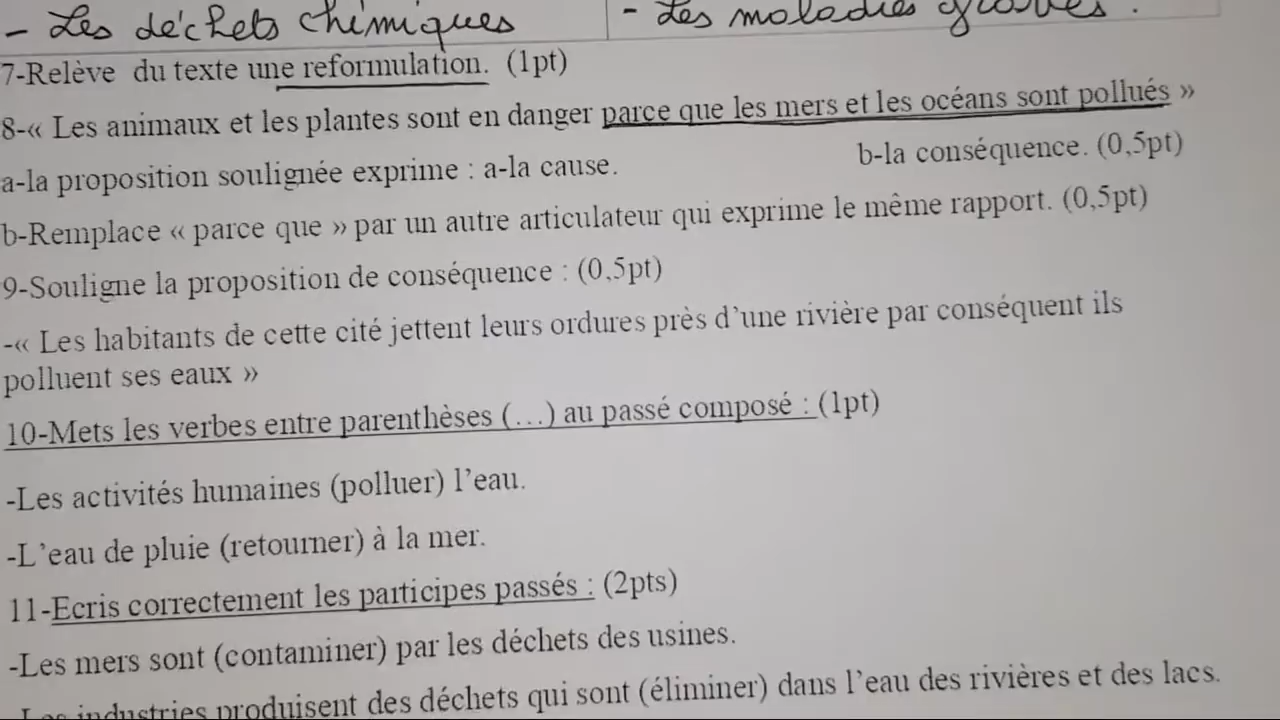 - Les déchets chimiques - Les maladies graves.
7-Relève du texte une reformulation. (1pt)
8-« Les animaux et les plantes sont en danger parce que les mers et les océans sont pollués »
a-la proposition soulignée exprime : a-la cause. b-la conséquence. (0,5pt)
b-Remplace « parce que » par un autre articulateur qui exprime le même rapport. (0,5pt)
9-Souligne la proposition de conséquence : (0,5pt)
-« Les habitants de cette cité jettent leurs ordures près d'une rivière par conséquent ils
polluent ses eaux »
10-Mets les verbes entre parenthèses (…) au passé composé : (1pt)
-Les activités humaines (polluer) l'eau.
-L'eau de pluie (retourner) à la mer.
11-Ecris correctement les participes passés : (2pts)
-Les mers sont (contaminer) par les déchets des usines.
-Les industries produisent des déchets qui sont (éliminer) dans l'eau des rivières et des lacs.